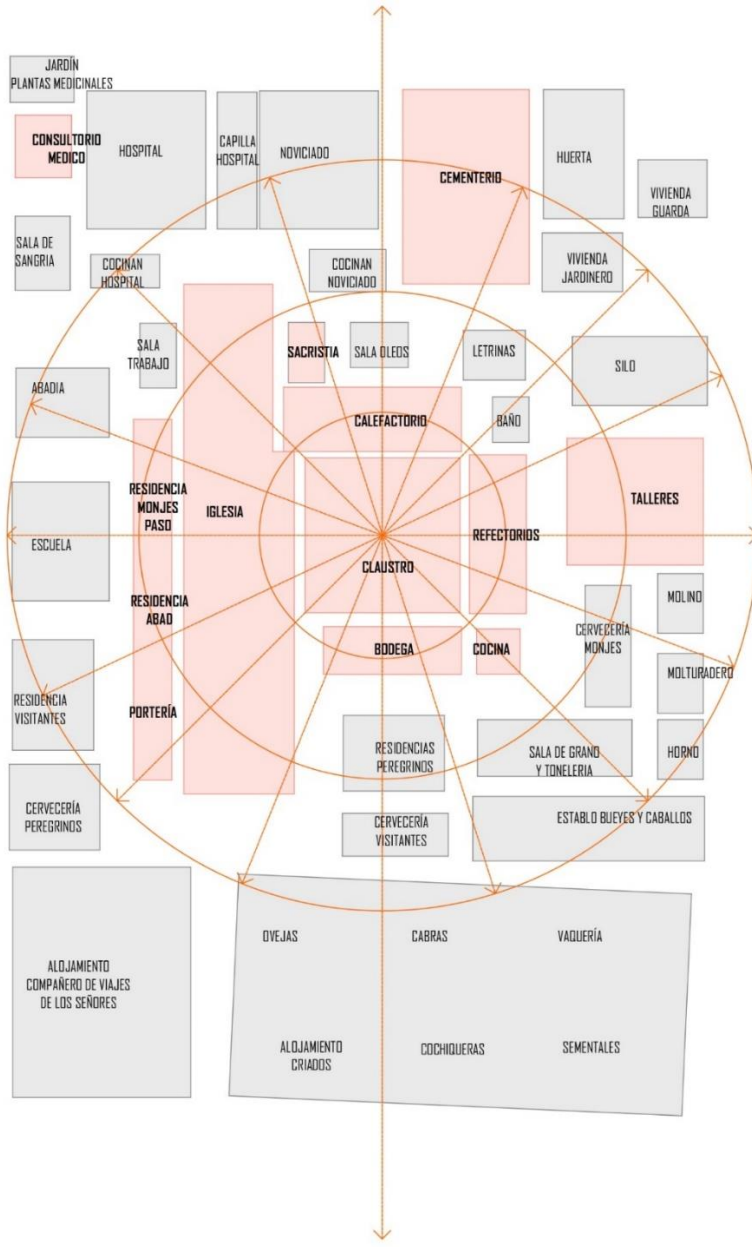 JARDÍN
PLANTAS MEDICINALES
CONSULTORIO
MEDICO
HOSPITAL
CAPILLA
HOSPITAL
NOVICIADO
CEMENTERIO
HUERTA
VIVIENDA
GUARDA
SALA DE
SANGRIA
COCINAN
HOSPITAL
COCINAN
NOVICIADO
VIVIENDA
JARDINERO
SALA
TRABAJO
SACRISTIA
SALA OLEOS
LETRINAS
SILO
ABADIA
CALEFACTORIO
BAÑO
RESIDENCIA
MONJES
PASO
IGLESIA
TALLERES
REFECTORIOS
ESCUELA
CLAUSTRO
RESIDENCIA
ABAD
MOLINO
CERVECERÍA
MONJES
BODEGA
COCINA
MOLTURADERO
RESIDENCIA
VISITANTES
PORTERÍA
RESIDENCIAS
PEREGRINOS
SALA DE GRANO
Y TONELERIA
HORNO
CERVECERÍA
PEREGRINOS
CERVECERÍA
VISITANTES
ESTABLO BUEYES Y CABALLOS
OVEJAS
CABRAS
VAQUERÍA
ALOJAMIENTO
COMPAÑERO DE VIAJES
DE LOS SEÑORES
ALOJAMIENTO
CRIADOS
COCHIQUERAS
SEMENTALES